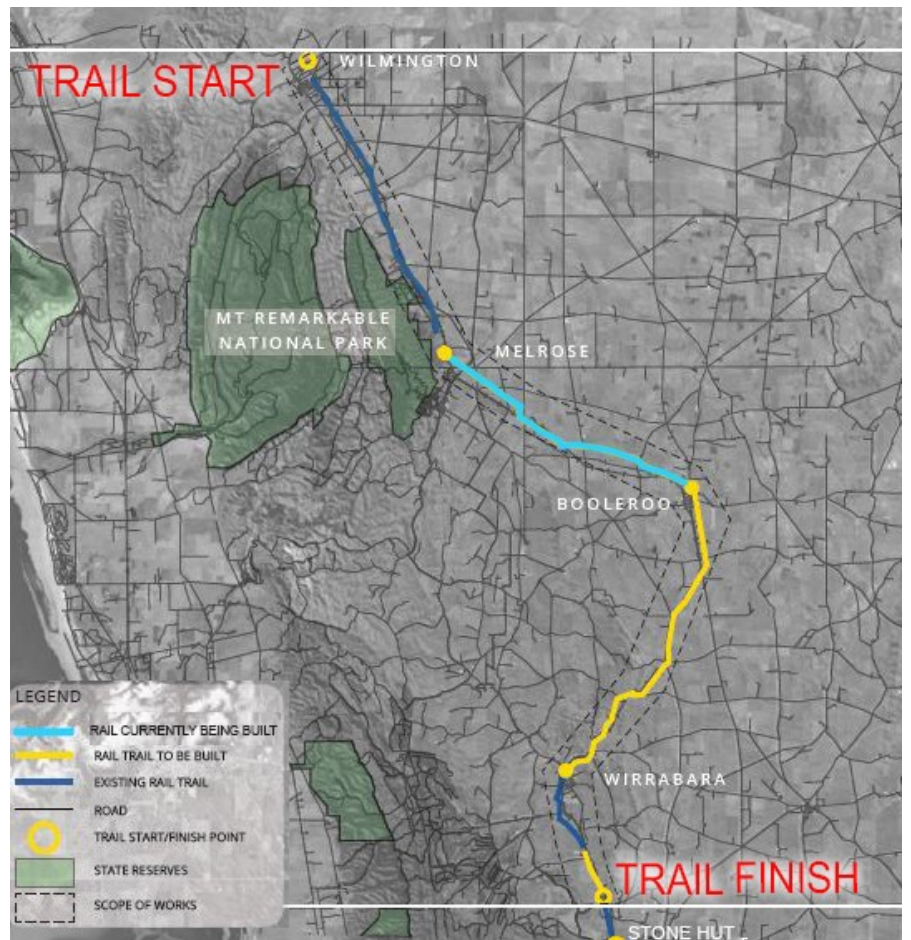 WILMINGTON
TRAIL START
MT REMARKABLE
NATIONAL PARK
MELROSE
BOOLEROO
WIRRABARA
TRAIL FINISH
STONE HUT
LEGEND
RAIL CURRENTLY BEING BUILT
RAIL TRAIL TO BE BUILT
EXISTING RAIL TRAIL
ROAD
TRAIL START/FINISH POINT
STATE RESERVES
SCOPE OF WORKS